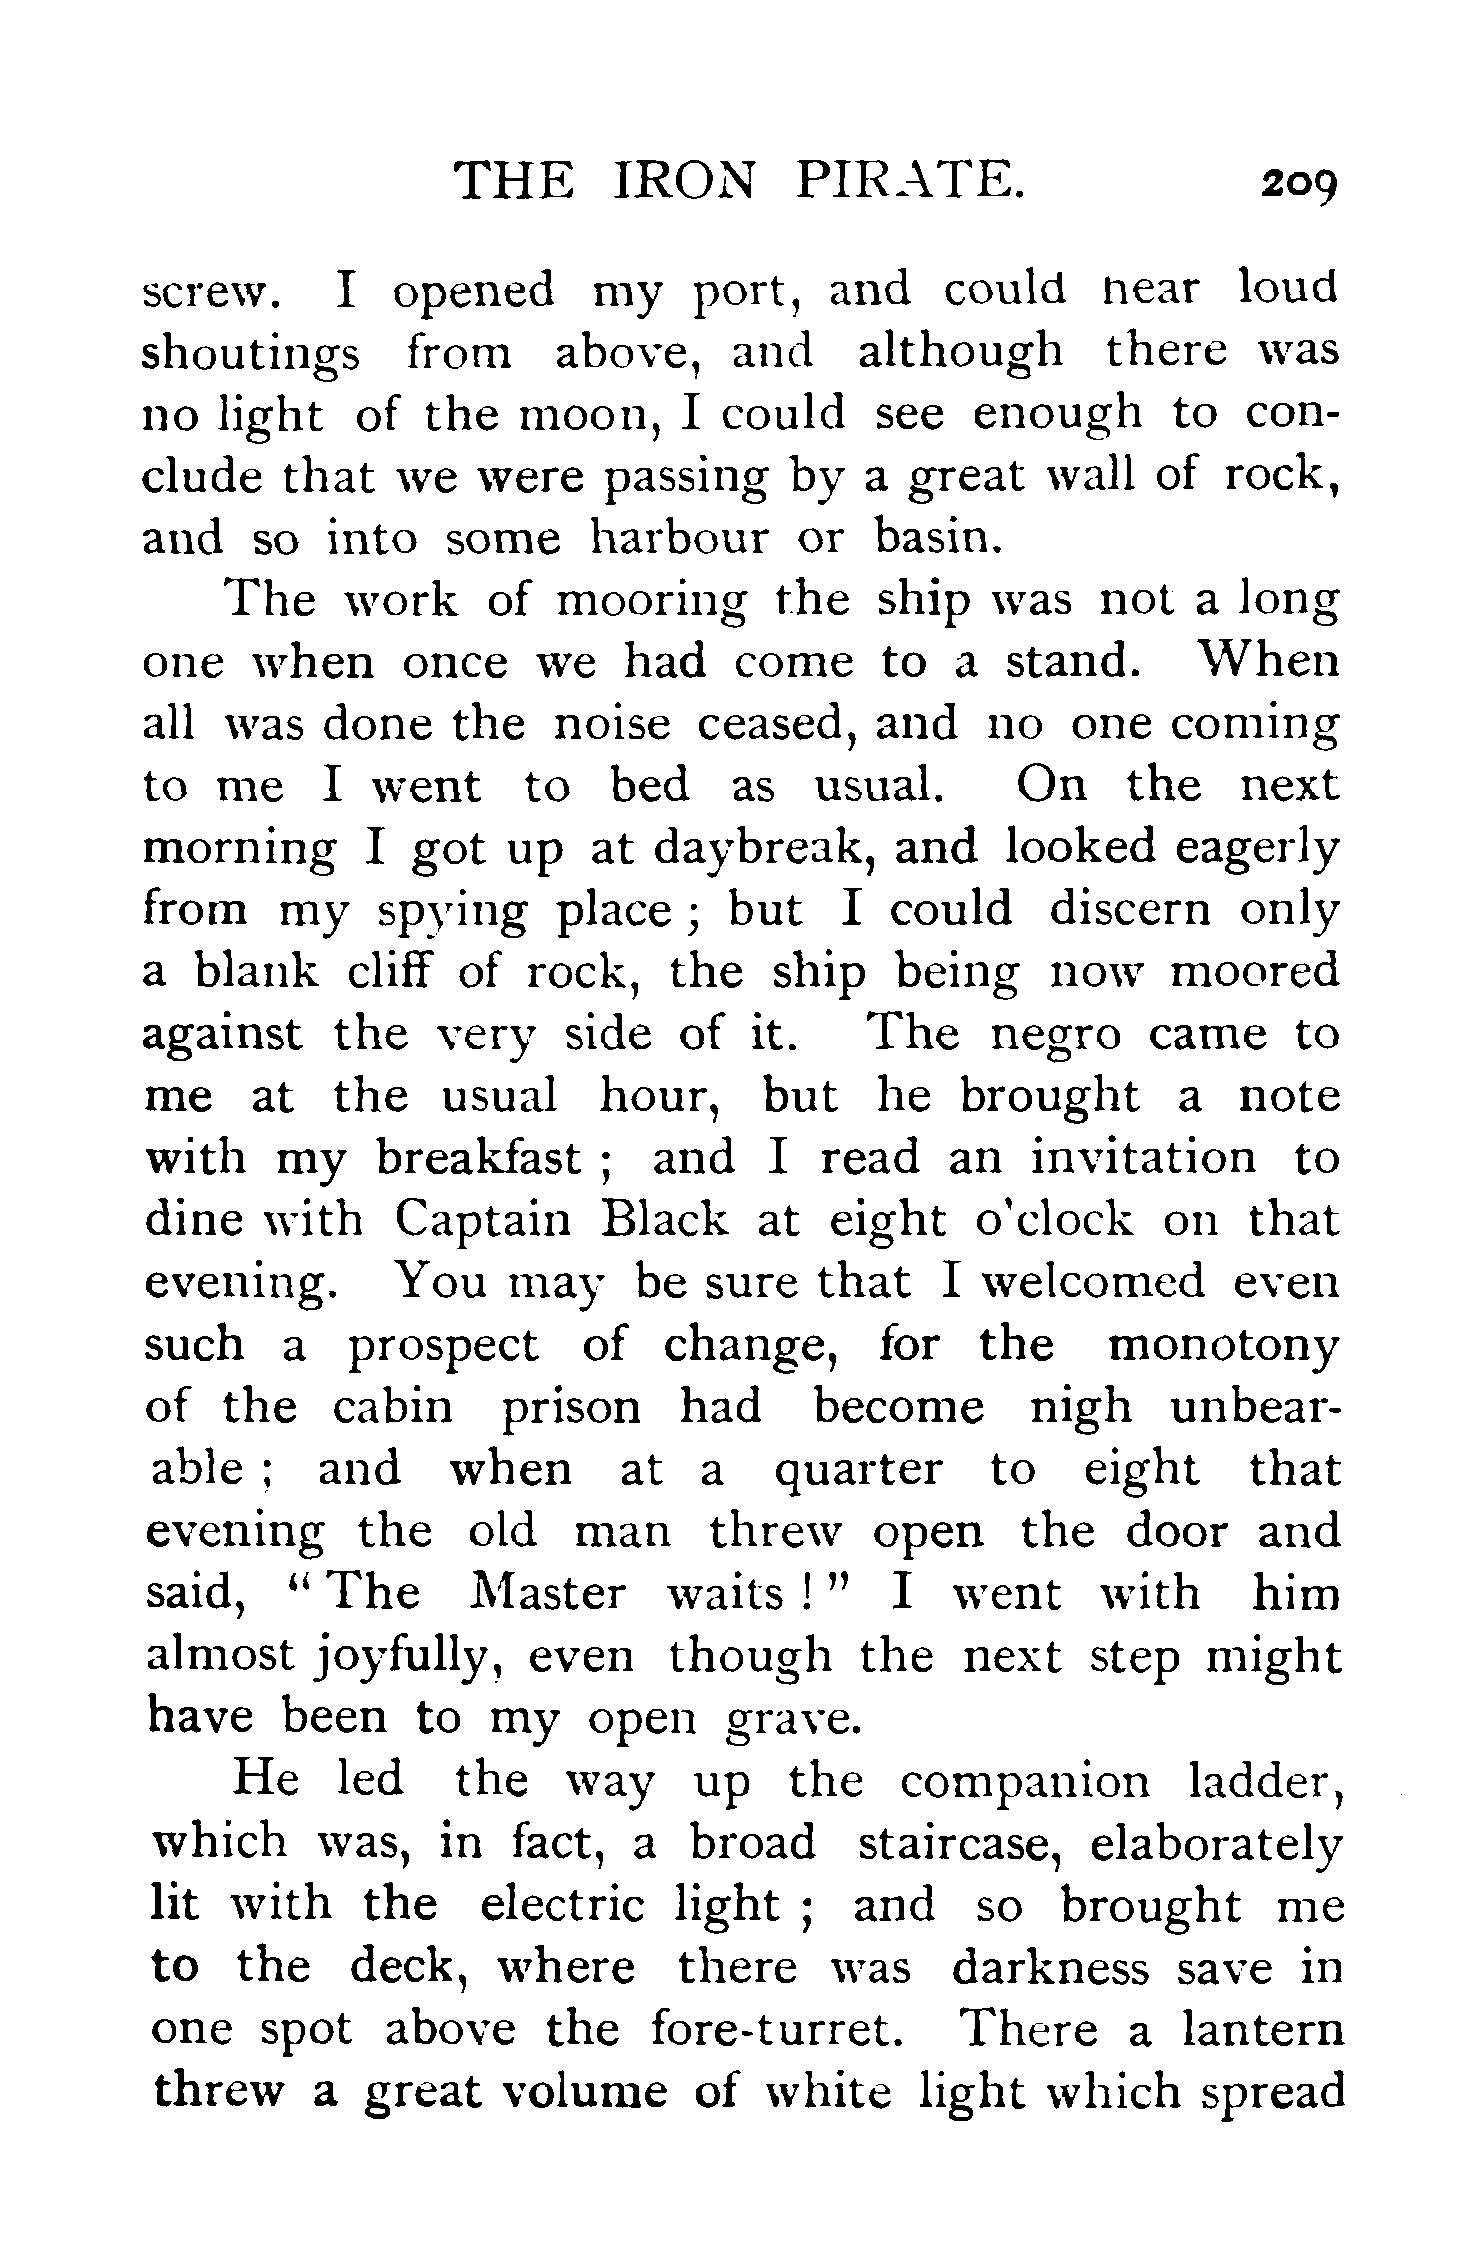 THE IRON PIRATE. 209
screw. I opened my port, and could hear loud
shoutings from above, and although there was
no light of the moon, I could see enough to con-
clude that we were passing by a great wall of rock,
and so into some harbour or basin.
The work of mooring the ship was not a long
one when once we had come to a stand. When
all was done the noise ceased, and no one coming
to me I went to bed as usual. On the next
morning I got up at daybreak, and looked eagerly
from my spying place ; but I could discern only
a blank cliff of rock, the ship being now moored
against the very side of it. The negro came to
me at the usual hour, but he brought a note
with my breakfast ; and I read an invitation to
dine with Captain Black at eight o'clock on that
evening. You may be sure that I welcomed even
such a prospect of change, for the monotony
of the cabin prison had become nigh unbear-
able ; and when at a quarter to eight that
evening the old man threw open the door and
said, “ The Master waits ! ” I went with him
almost joyfully, even though the next step might
have been to my open grave.
He led the way up the companion ladder,
which was, in fact, a broad staircase, elaborately
lit with the electric light ; and so brought me
to the deck, where there was darkness save in
one spot above the fore-turret. There a lantern
threw a great volume of white light which spread